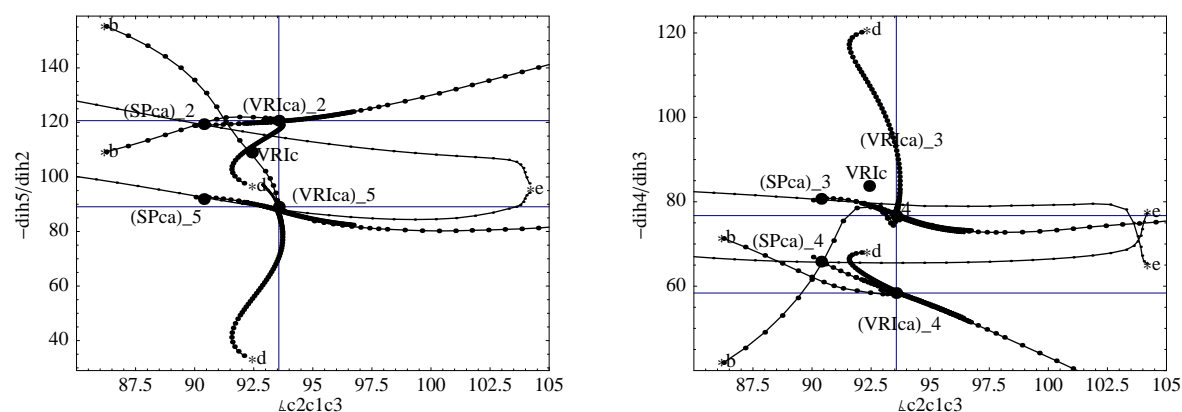 140
120
100
80
60
40
−dih5/dih2
∗b
∗b
(SPca)_2
(VRIca)_2
VRIc
∗d
∗e
(VRIca)_5
(SPca)_5
∗d
87.5 90 92.5 95 97.5 100 102.5 105
⦟c2c1c3
120
100
80
60
−dih4/dih3
∗d
(VRIca)_3
VRIc
(SPca)_3
4
∗e
∗b
(SPca)_4
∗d
∗e
(VRIca)_4
∗b
87.5 90 92.5 95 97.5 100 102.5 105
⦟c2c1c3